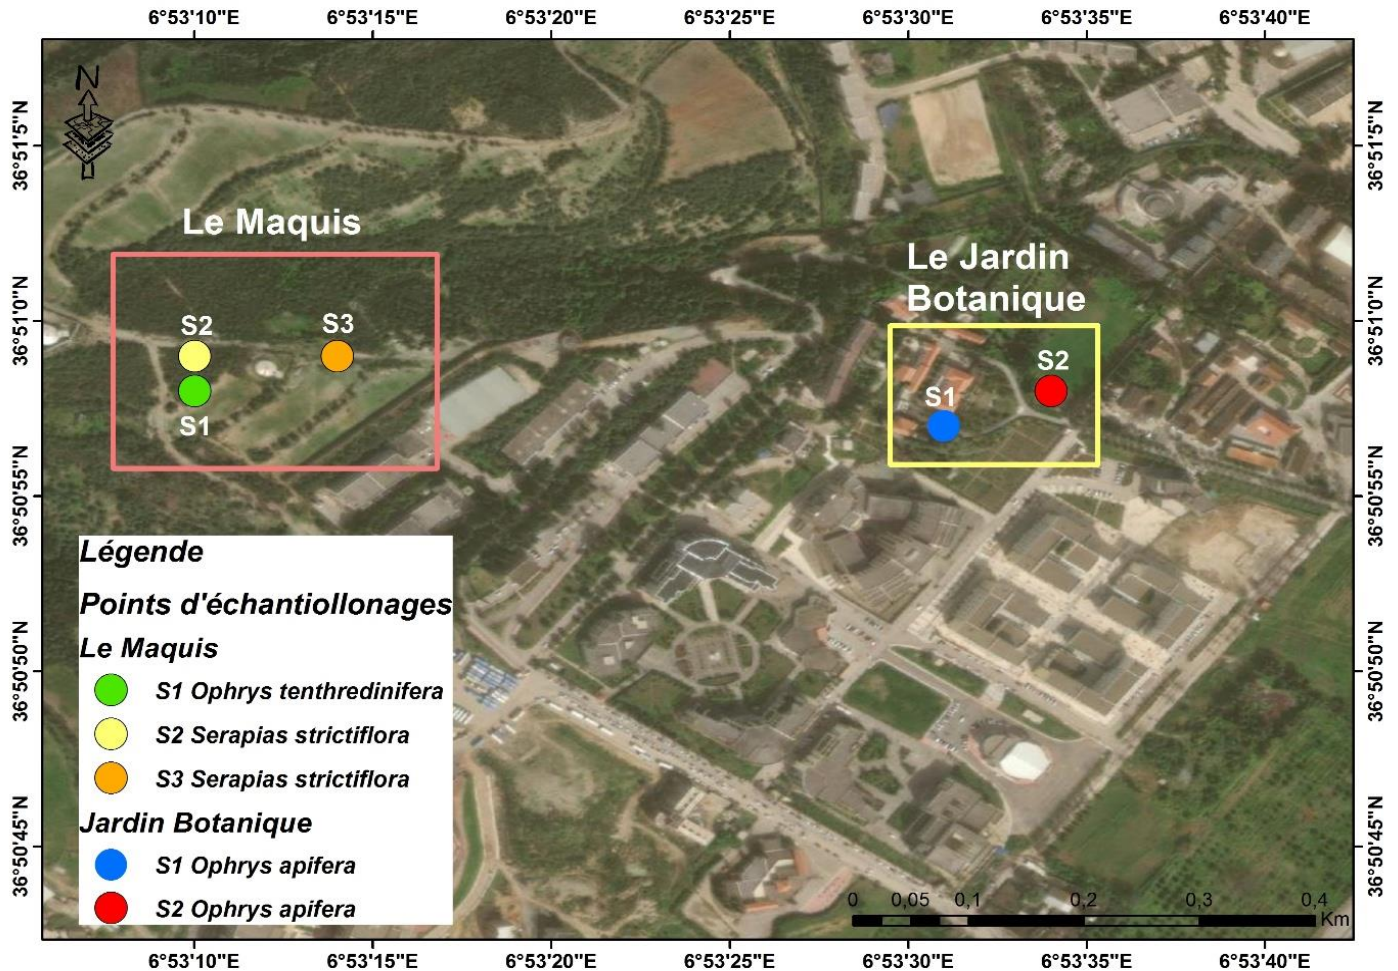 6°53'10"E 6°53'15"E 6°53'20"E 6°53'25"E 6°53'30"E 6°53'35"E 6°53'40"E
N
36°51'5"N 36°51'5"N
Le Maquis
Le Jardin
Botanique
36°51'0"N 36°51'0"N
S2 S3
S2
S1
S1
36°50'55"N 36°50'55"N
Légende
Points d'échantiollonages
Le Maquis
S1 Ophrys tenthredinifera
36°50'50"N 36°50'50"N
S2 Serapias strictiflora
S3 Serapias strictiflora
Jardin Botanique
36°50'45"N 36°50'45"N
S1 Ophrys apifera
S2 Ophrys apifera
0 0,05 0,1 0,2 0,3 0,4
Km
6°53'10"E 6°53'15"E 6°53'20"E 6°53'25"E 6°53'30"E 6°53'35"E 6°53'40"E